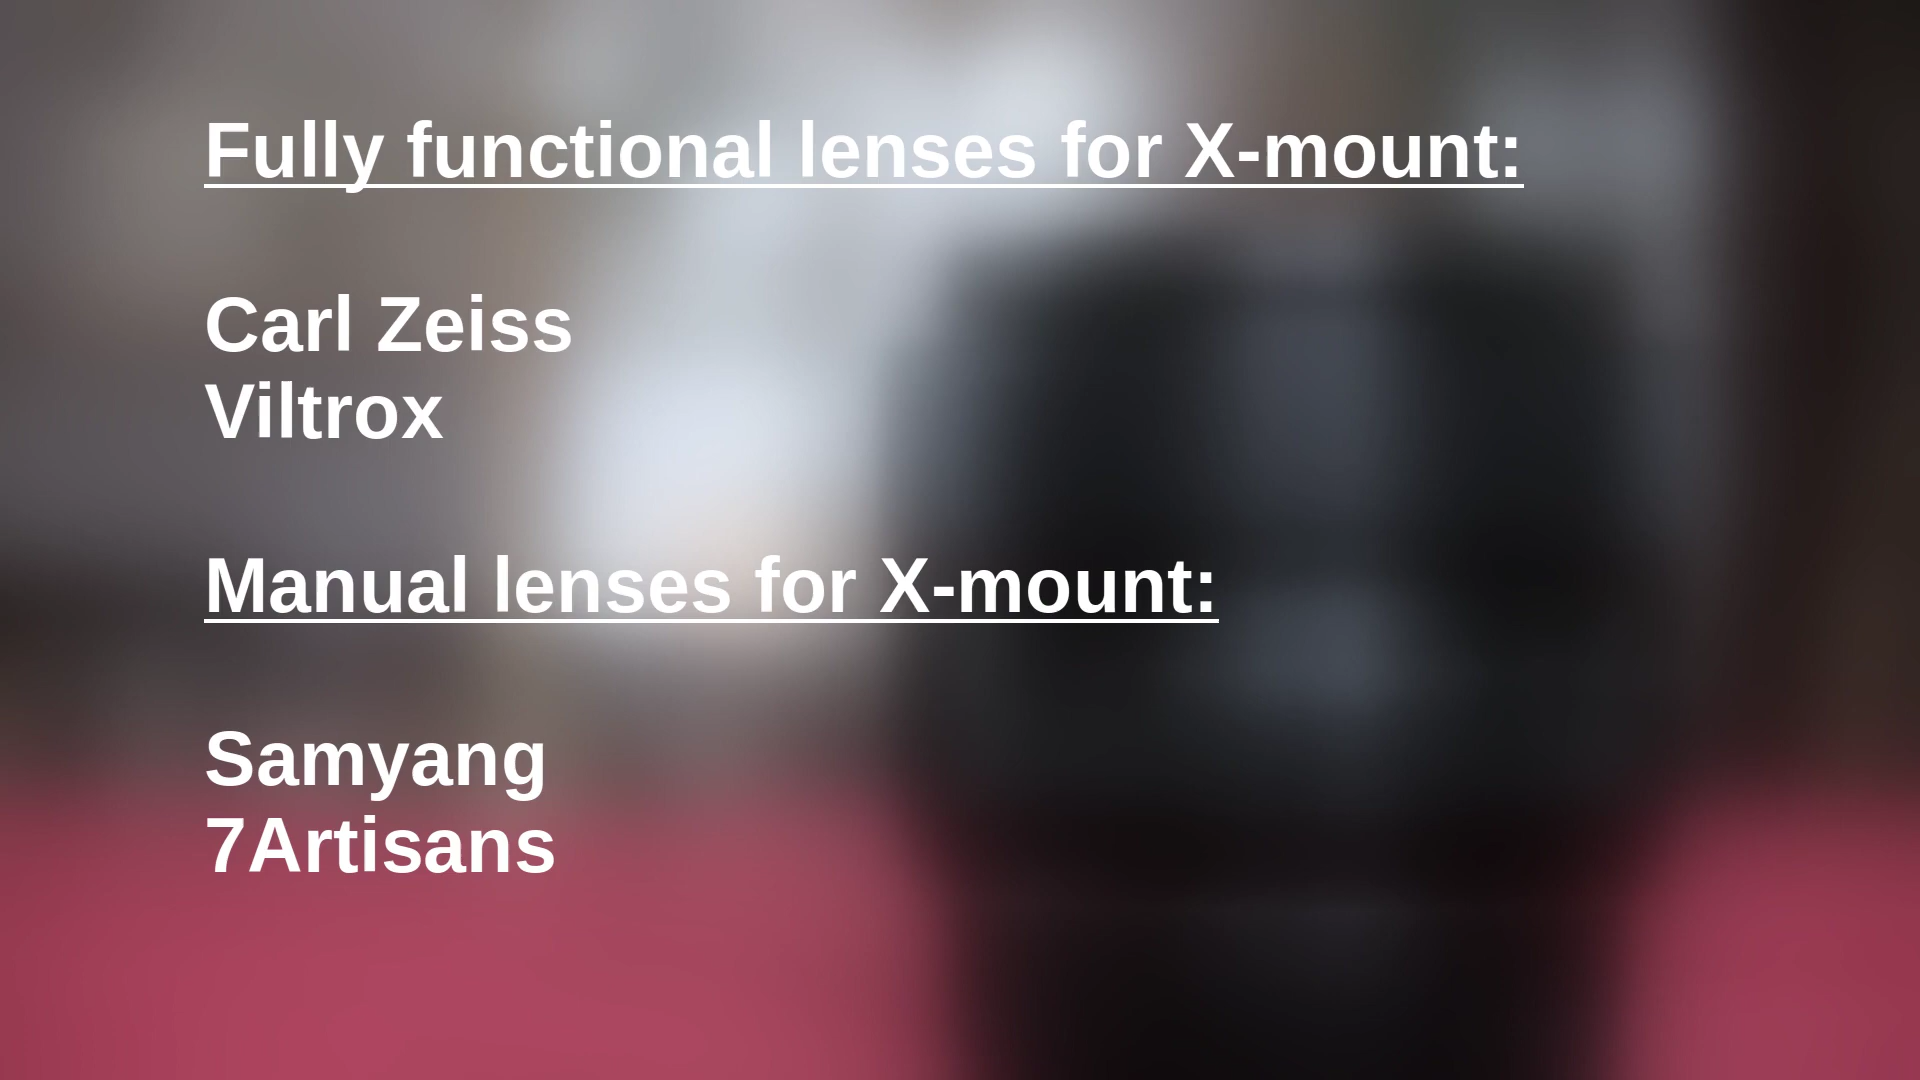 Fully functional lenses for X-mount:
Carl Zeiss
Viltrox
Manual lenses for X-mount:
Samyang
7Artisans